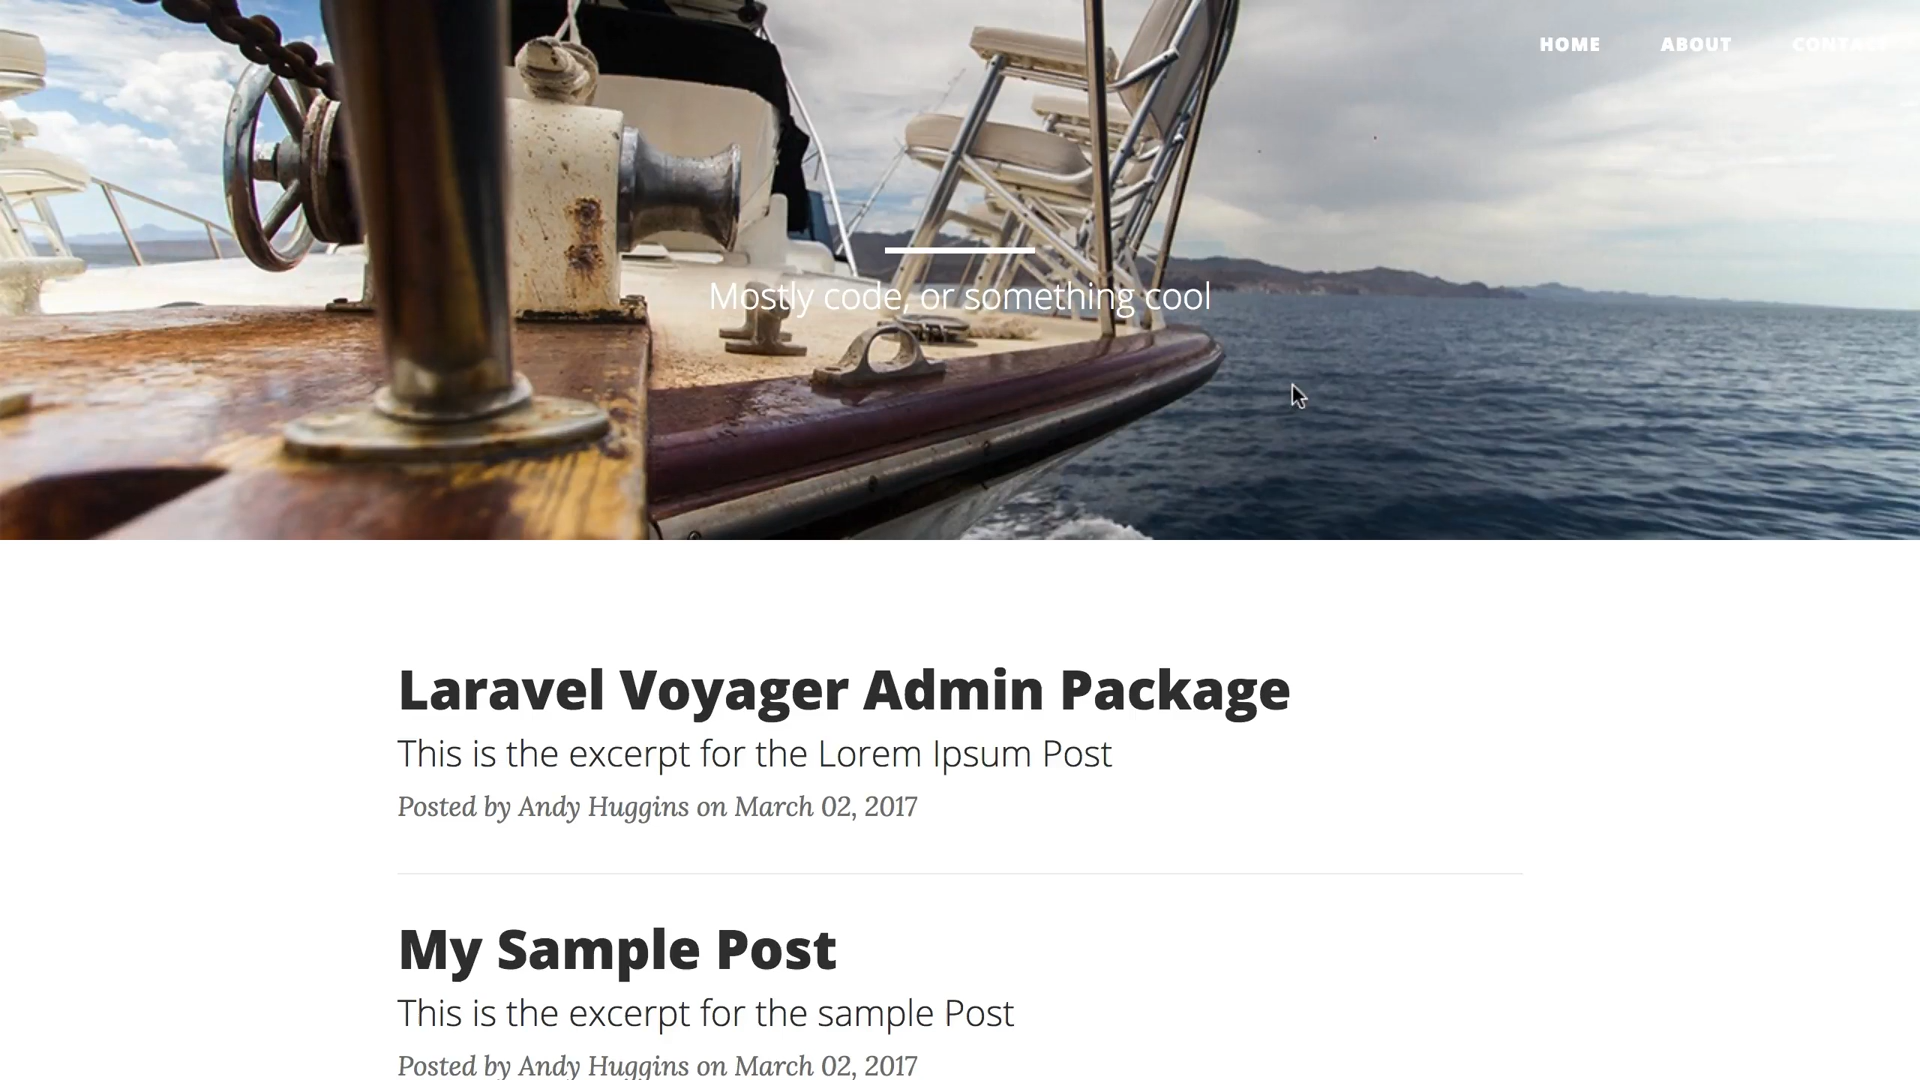 HOME ABOUT CONTACT
Mostly code, or something cool
Laravel Voyager Admin Package
This is the excerpt for the Lorem Ipsum Post
Posted by Andy Huggins on March 02, 2017
My Sample Post
This is the excerpt for the sample Post
Posted by Andy Huggins on March 02, 2017